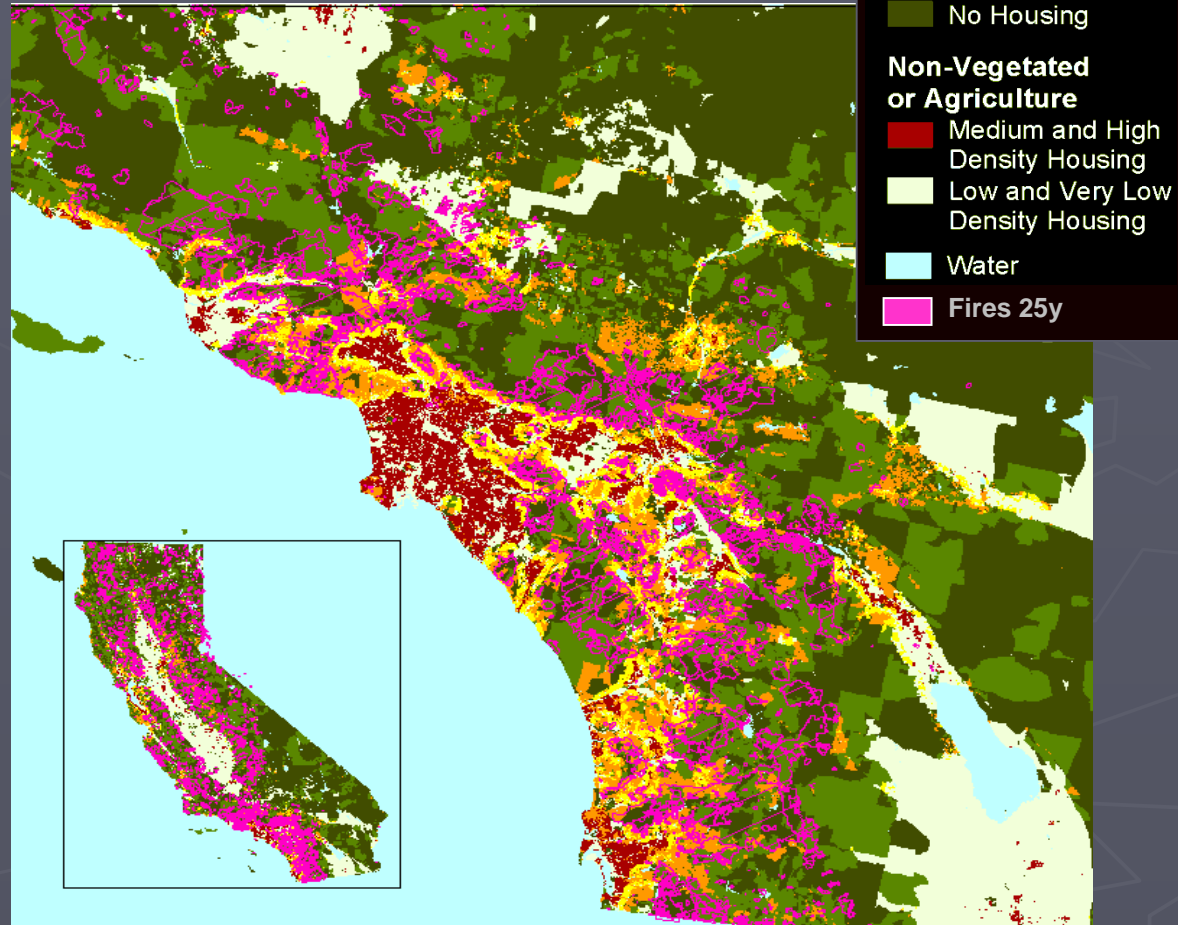 No Housing
Non-Vegetated
or Agriculture
Medium and High
Density Housing
Low and Very Low
Density Housing
Water
Fires 25y